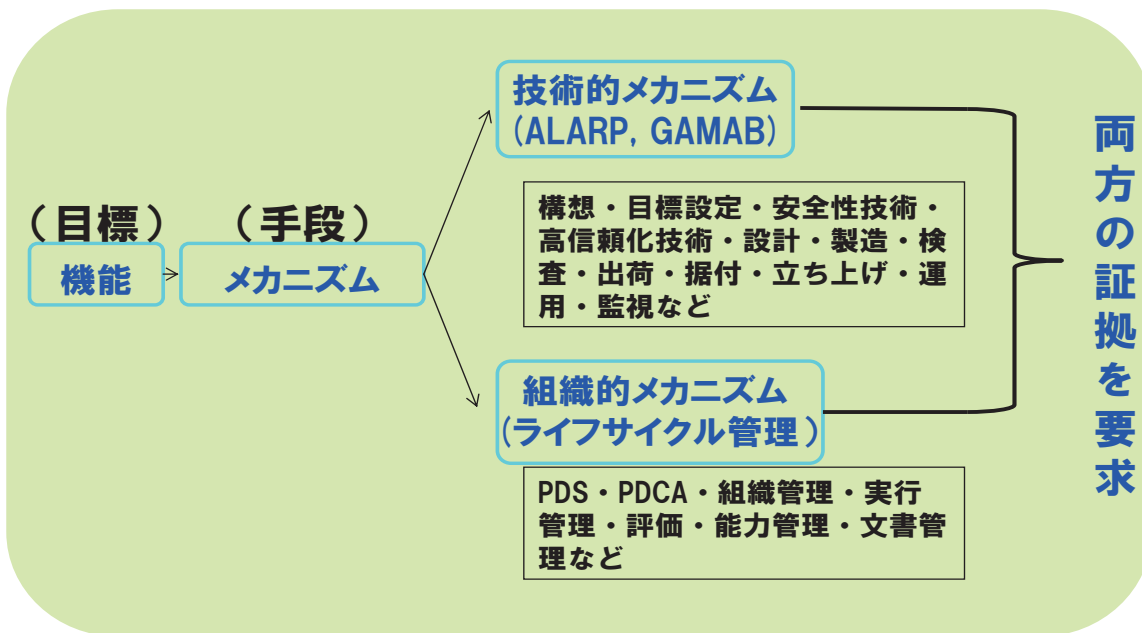 （目標）
機能
（手段）
メカニズム
技術的メカニズム
(ALARP, GAMAB)
構想・目標設定・安全性技術・
高信頼化技術・設計・製造・検
査・出荷・据付・立ち上げ・運
用・監視など
組織的メカニズム
(ライフサイクル管理)
PDS・PDCA・組織管理・実行
管理・評価・能力管理・文書管
理など
両方の証拠を要求